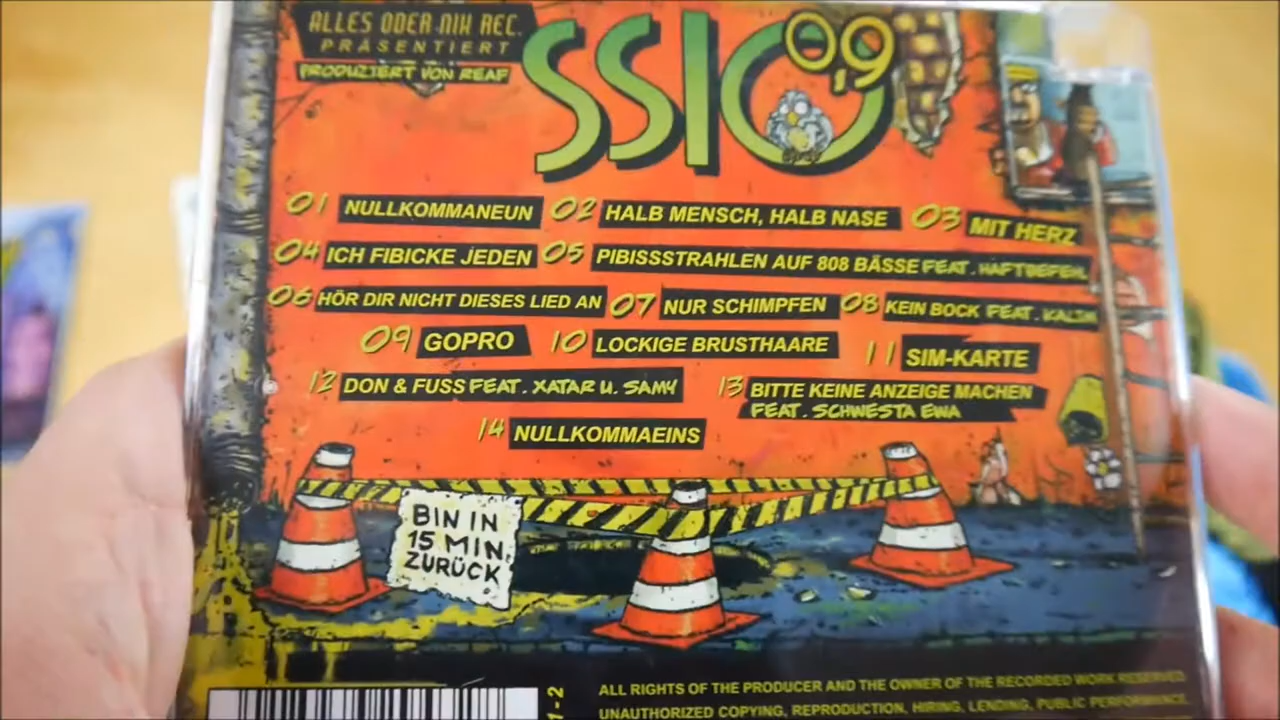 ALLES ODER NIX REC.
PRÄSENTIERT
PRODUZIERT VON REAF
SSIO 0,9
01 NULLKOMMANEUN 02 HALB MENSCH, HALB NASE 03 MIT HERZ
04 ICH FIBICKE JEDEN 05 PIBISSSTRAHLEN AUF 808 BÄSSE FEAT. HAFTBEFEHL
06 HÖR DIR NICHT DIESES LIED AN 07 NUR SCHIMPFEN 08 KEIN BOCK FEAT. KALIM
09 GOPRO 10 LOCKIGE BRUSTHAARE 11 SIM-KARTE
12 DON & FUSS FEAT. XATAR U. SAMY 13 BITTE KEINE ANZEIGE MACHEN
FEAT. SCHWESTA EWA
14 NULLKOMMAEINS
BIN IN
15 MIN.
ZURÜCK
1-2
ALL RIGHTS OF THE PRODUCER AND THE OWNER OF THE RECORDED WORK RESERVED
UNAUTHORIZED COPYING, REPRODUCTION, HIRING, LENDING, PUBLIC PERFORMANCE,